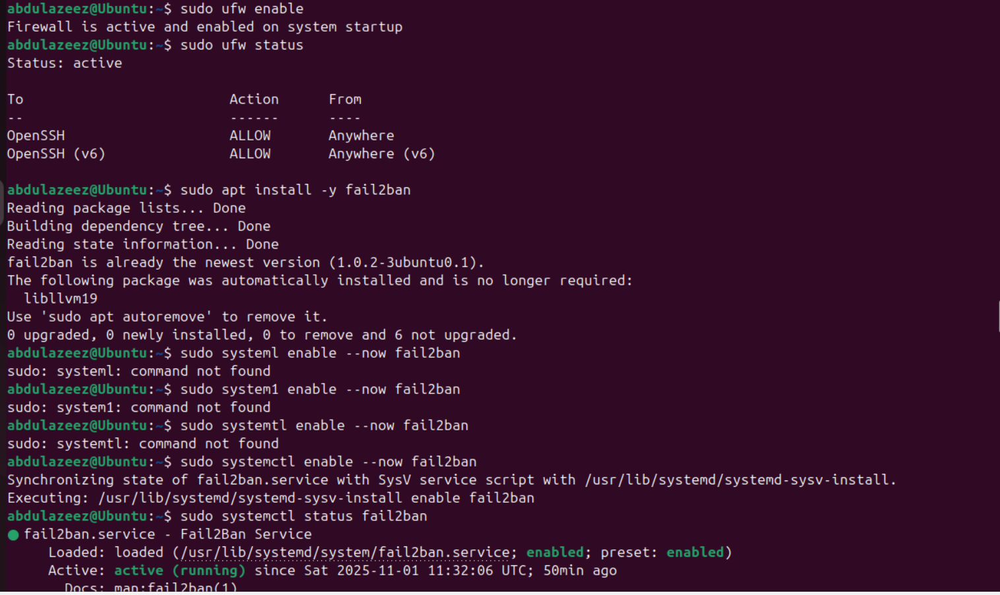 abdulazeez@Ubuntu:~$ sudo ufw enable
Firewall is active and enabled on system startup
abdulazeez@Ubuntu:~$ sudo ufw status
Status: active
To                         Action      From
--                         ------      ----
OpenSSH                    ALLOW       Anywhere
OpenSSH (v6)               ALLOW       Anywhere (v6)
abdulazeez@Ubuntu:~$ sudo apt install -y fail2ban
Reading package lists... Done
Building dependency tree... Done
Reading state information... Done
fail2ban is already the newest version (1.0.2-3ubuntu0.1).
The following package was automatically installed and is no longer required:
  libllvm19
Use 'sudo apt autoremove' to remove it.
0 upgraded, 0 newly installed, 0 to remove and 6 not upgraded.
abdulazeez@Ubuntu:~$ sudo systeml enable --now fail2ban
sudo: systeml: command not found
abdulazeez@Ubuntu:~$ sudo system1 enable --now fail2ban
sudo: system1: command not found
abdulazeez@Ubuntu:~$ sudo systemtl enable --now fail2ban
sudo: systemtl: command not found
abdulazeez@Ubuntu:~$ sudo systemctl enable --now fail2ban
Synchronizing state of fail2ban.service with SysV service script with /usr/lib/systemd/systemd-sysv-install.
Executing: /usr/lib/systemd/systemd-sysv-install enable fail2ban
abdulazeez@Ubuntu:~$ sudo systemctl status fail2ban
● fail2ban.service - Fail2Ban Service
     Loaded: loaded (/usr/lib/systemd/system/fail2ban.service; enabled; preset: enabled)
     Active: active (running) since Sat 2025-11-01 11:32:06 UTC; 50min ago
       Docs: man:fail2ban(1)